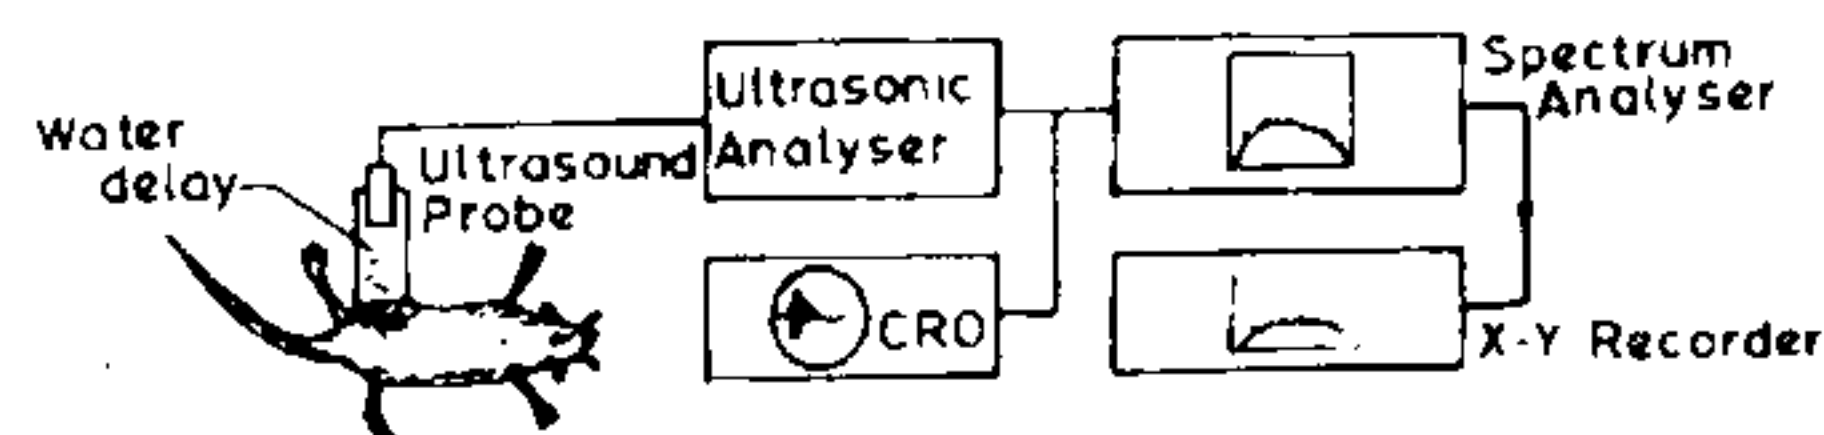 Water
delay
Ultrasound
Probe
Ultrasonic
Analyser
CRO
Spectrum
Analyser
X-Y Recorder